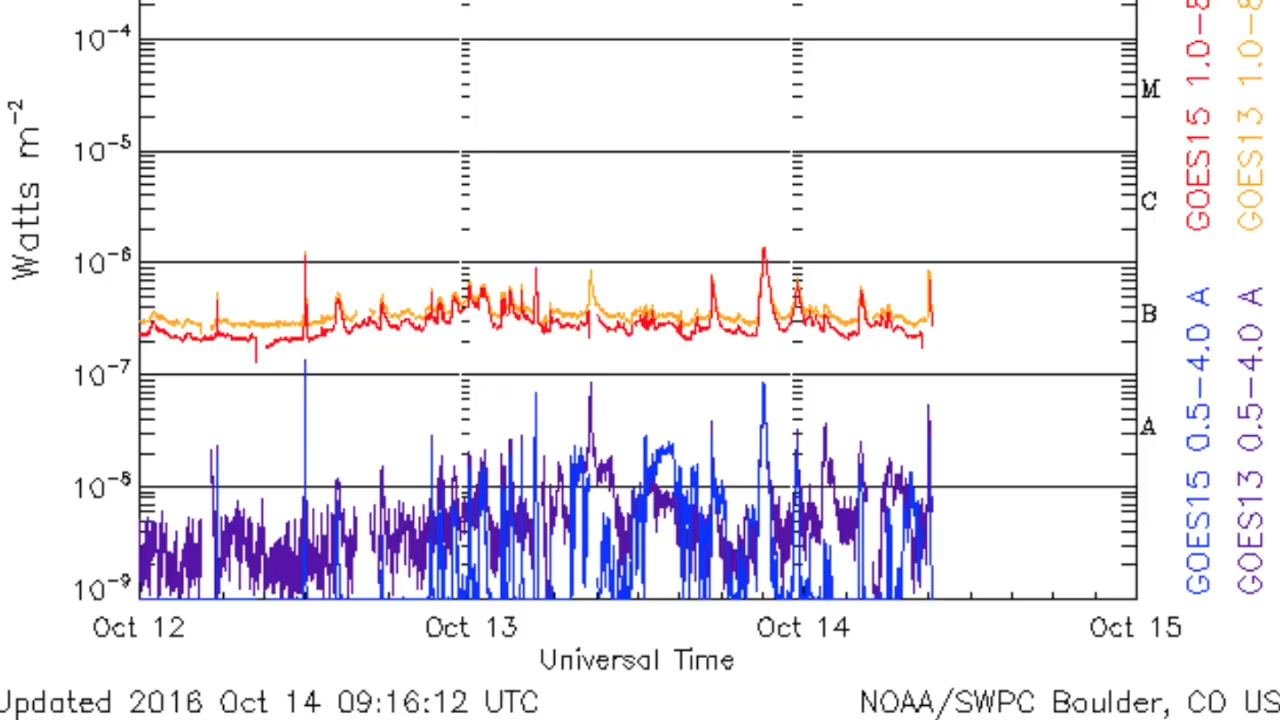 10⁻⁴
10⁻⁵
10⁻⁶
10⁻⁷
10⁻⁸
10⁻⁹
Watts m⁻²
M
C
B
A
GOES15 1.0-8
GOES13 1.0-8
GOES15 0.5-4.0 A
GOES13 0.5-4.0 A
Oct 12 Oct 13 Oct 14 Oct 15
Universal Time
Updated 2016 Oct 14 09:16:12 UTC
NOAA/SWPC Boulder, CO US